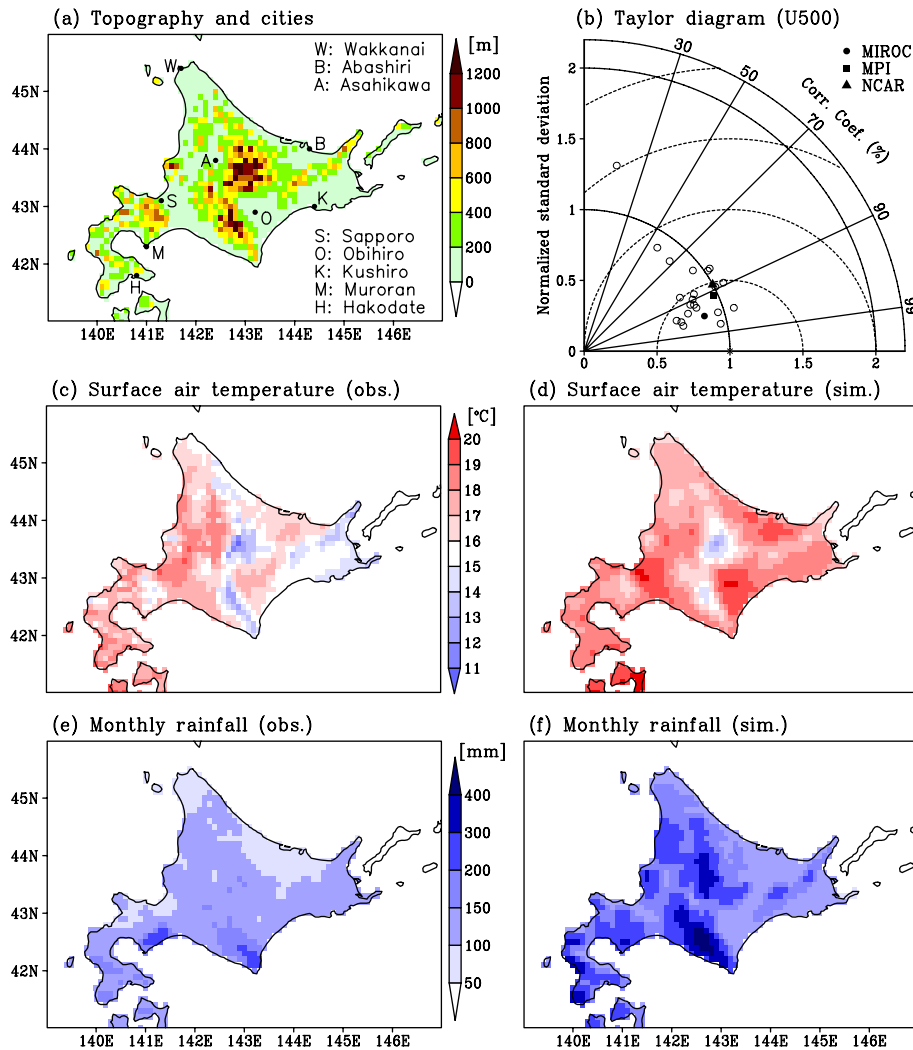 (a) Topography and cities
[m]
W: Wakkanai
B: Abashiri
A: Asahikawa
W
B
A
S
O
K
M
H
S: Sapporo
O: Obihiro
K: Kushiro
M: Muroran
H: Hakodate
45N
44N
43N
42N
140E 141E 142E 143E 144E 145E 146E
1200
1000
800
600
400
200
0
(b) Taylor diagram (U500)
MIROC
MPI
NCAR
Normalized standard deviation
Corr. Coef. (%)
30
50
70
90
99
2
1.5
1
0.5
0
0 0.5 1 1.5 2
(c) Surface air temperature (obs.)
[°C]
45N
44N
43N
42N
20
19
18
17
16
15
14
13
12
11
(d) Surface air temperature (sim.)
(e) Monthly rainfall (obs.)
[mm]
45N
44N
43N
42N
140E 141E 142E 143E 144E 145E 146E
400
300
200
150
100
50
(f) Monthly rainfall (sim.)
140E 141E 142E 143E 144E 145E 146E